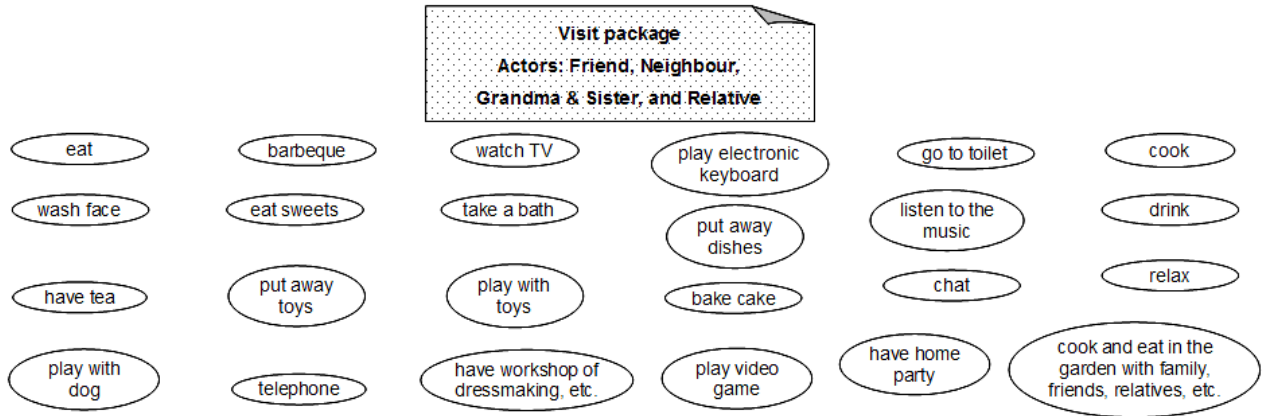 Visit package
Actors: Friend, Neighbour,
Grandma & Sister, and Relative
eat
barbeque
watch TV
play electronic
keyboard
go to toilet
cook
wash face
eat sweets
take a bath
put away
dishes
listen to the
music
drink
have tea
put away
toys
play with
toys
bake cake
chat
relax
play with
dog
telephone
have workshop of
dressmaking, etc.
play video
game
have home
party
cook and eat in the
garden with family,
friends, relatives, etc.